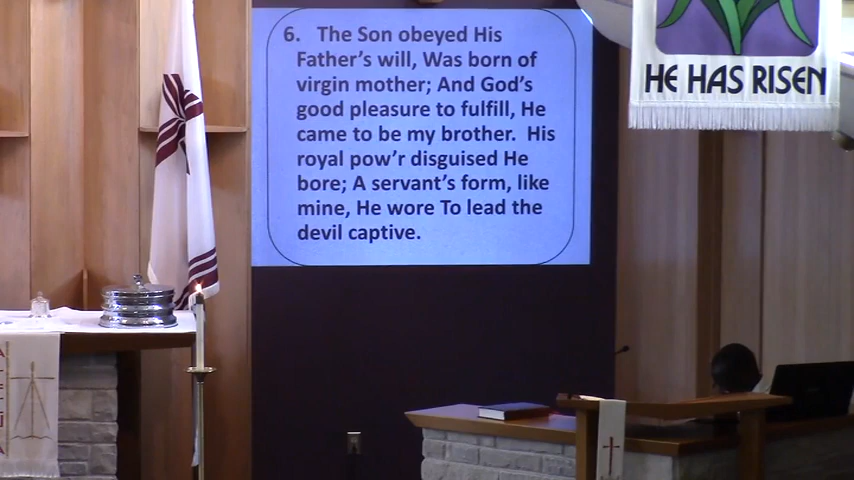 6. The Son obeyed His
Father's will, Was born of
virgin mother; And God's
good pleasure to fulfill, He
came to be my brother. His
royal pow'r disguised He
bore; A servant's form, like
mine, He wore To lead the
devil captive.
HE HAS RISEN